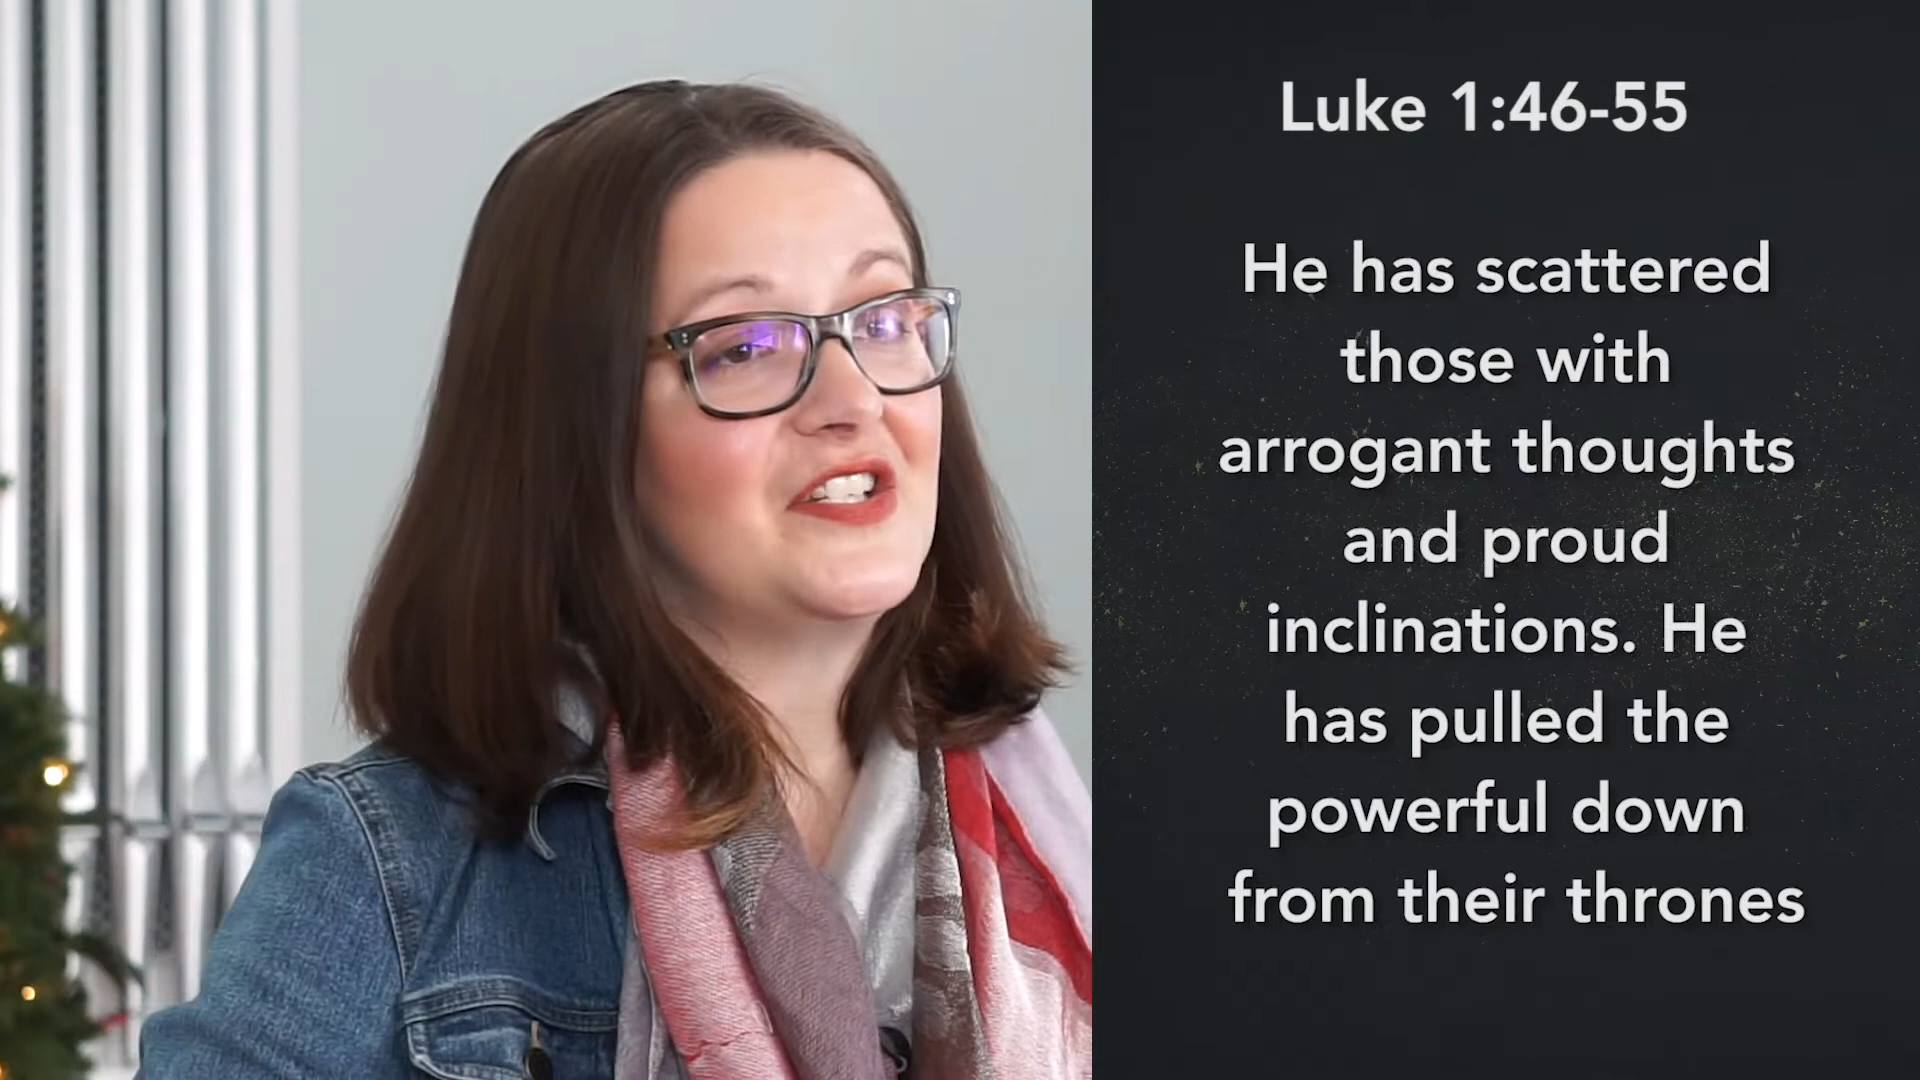 Luke 1:46-55
He has scattered
those with
arrogant thoughts
and proud
inclinations. He
has pulled the
powerful down
from their thrones